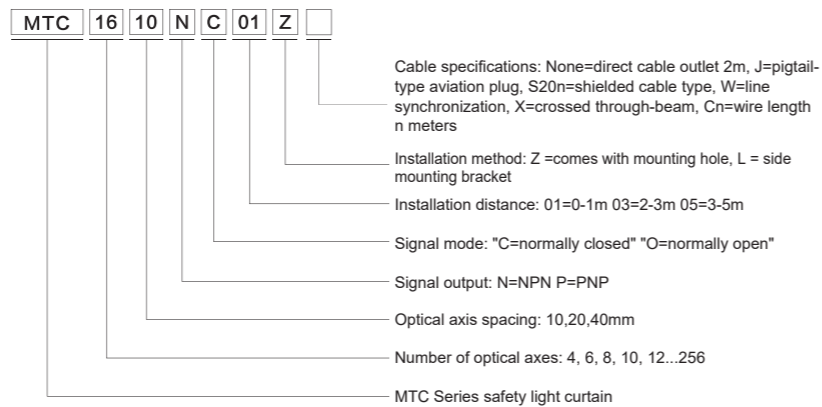 MTC 16 10 N C 01 Z
Cable specifications: None=direct cable outlet 2m, J=pigtail-
type aviation plug, S20n=shielded cable type, W=line
synchronization, X=crossed through-beam, Cn=wire length
n meters
Installation method: Z =comes with mounting hole, L = side
mounting bracket
Installation distance: 01=0-1m 03=2-3m 05=3-5m
Signal mode: "C=normally closed" "O=normally open"
Signal output: N=NPN P=PNP
Optical axis spacing: 10,20,40mm
Number of optical axes: 4, 6, 8, 10, 12...256
MTC Series safety light curtain